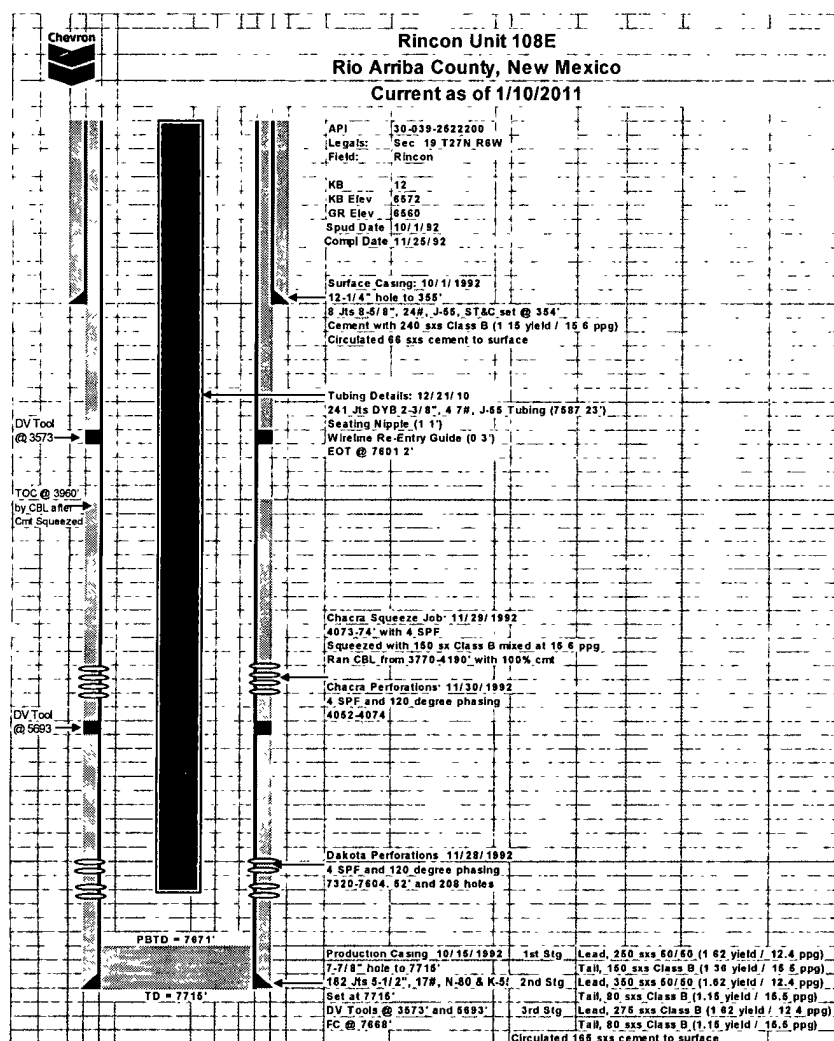 Chevron
Rincon Unit 108E
Rio Arriba County, New Mexico
Current as of 1/10/2011
API 30-039-2622200
Legals: Sec 19 T27N R6W
Field: Rincon
KB 12
KB Elev 6572
GR Elev 6560
Spud Date 10/1/92
Compl Date 11/25/92
Surface Casing: 10/1/1992
12-1/4" hole to 355'
8 Jts 8-5/8", 24#, J-55, ST&C set @ 354'
Cement with 240 sxs Class B (1 15 yield / 15 6 ppg)
Circulated 66 sxs cement to surface
Tubing Details: 12/21/10
241 Jts DYB 2-3/8", 4 7#, J-55 Tubing (7587 23')
Seating Nipple (1 1')
Wireline Re-Entry Guide (0 3')
EOT @ 7601 2'
DV Tool
@ 3573
TOC @ 3960'
by CBL after
Cmt Squeezed
Chacra Squeeze Job: 11/29/1992
4073-74' with 4 SPF
Squeezed with 150 sx Class B mixed at 15 6 ppg
Ran CBL from 3770-4190' with 100% cmt
Chacra Perforations 11/30/1992
4 SPF and 120 degree phasing
4052-4074
DV Tool
@ 5693
Dakota Perforations 11/28/1992
4 SPF and 120 degree phasing
7320-7604. 52' and 208 holes
PBTD = 7671'
TD = 7715'
Production Casing 10/15/1992 1st Stg Lead, 250 sxs 50/50 (1 62 yield / 12.4 ppg)
7-7/8" hole to 7715' Tail, 150 sxs Class B (1 36 yield / 15 5 ppg)
182 Jts 5-1/2", 17#, N-80 & K-5 2nd Stg Lead, 350 sxs 50/50 (1.62 yield / 12.4 ppg)
Set at 7715' Tail, 80 sxs Class B (1.15 yield / 15.5 ppg)
DV Tools @ 3573' and 5693' 3rd Stg Lead, 275 sxs Class B (1 62 yield / 12 4 ppg)
FC @ 7668' Tail, 80 sxs Class B (1.15 yield / 15.5 ppg)
Circulated 165 sxs cement to surface